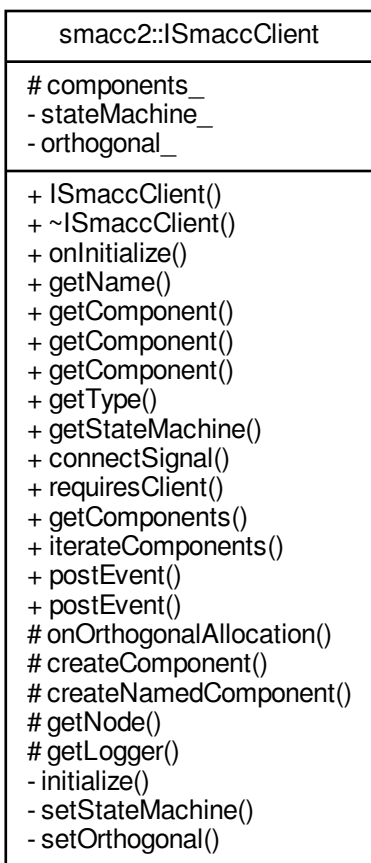 smacc2::ISmaccClient
# components_
- stateMachine_
- orthogonal_
+ ISmaccClient()
+ ~ISmaccClient()
+ onInitialize()
+ getName()
+ getComponent()
+ getComponent()
+ getComponent()
+ getType()
+ getStateMachine()
+ connectSignal()
+ requiresClient()
+ getComponents()
+ iterateComponents()
+ postEvent()
+ postEvent()
# onOrthogonalAllocation()
# createComponent()
# createNamedComponent()
# getNode()
# getLogger()
- initialize()
- setStateMachine()
- setOrthogonal()